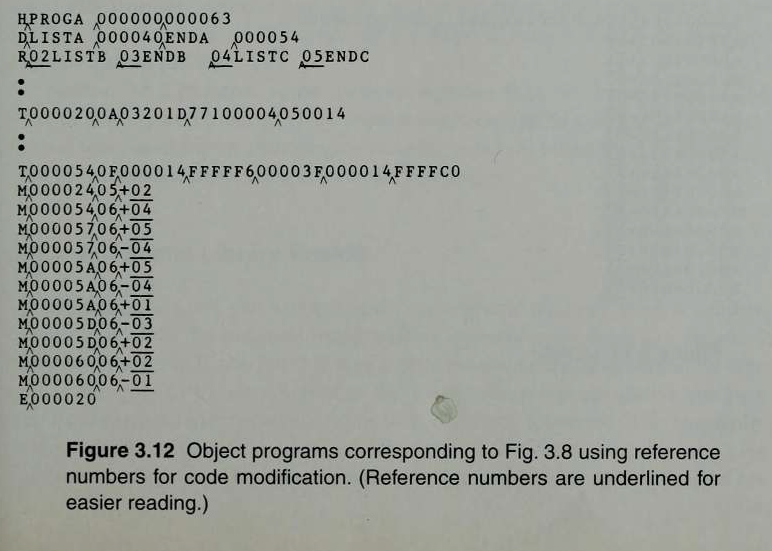 HPROGA 000000000063
DLISTA 000040ENDA 000054
R02LISTB 03ENDB 04LISTC 05ENDC
:
T0000200A03201D77100004050014
:
T0000540F000014FFFFF600003F000014FFFFC0
M00002405+02
M00005406+04
M00005706+05
M00005706-04
M00005A06+05
M00005A06-04
M00005A06+01
M00005D06-03
M00005D06+02
M00006006+02
M00006006-01
E000020
Figure 3.12 Object programs corresponding to Fig. 3.8 using reference
numbers for code modification. (Reference numbers are underlined for
easier reading.)